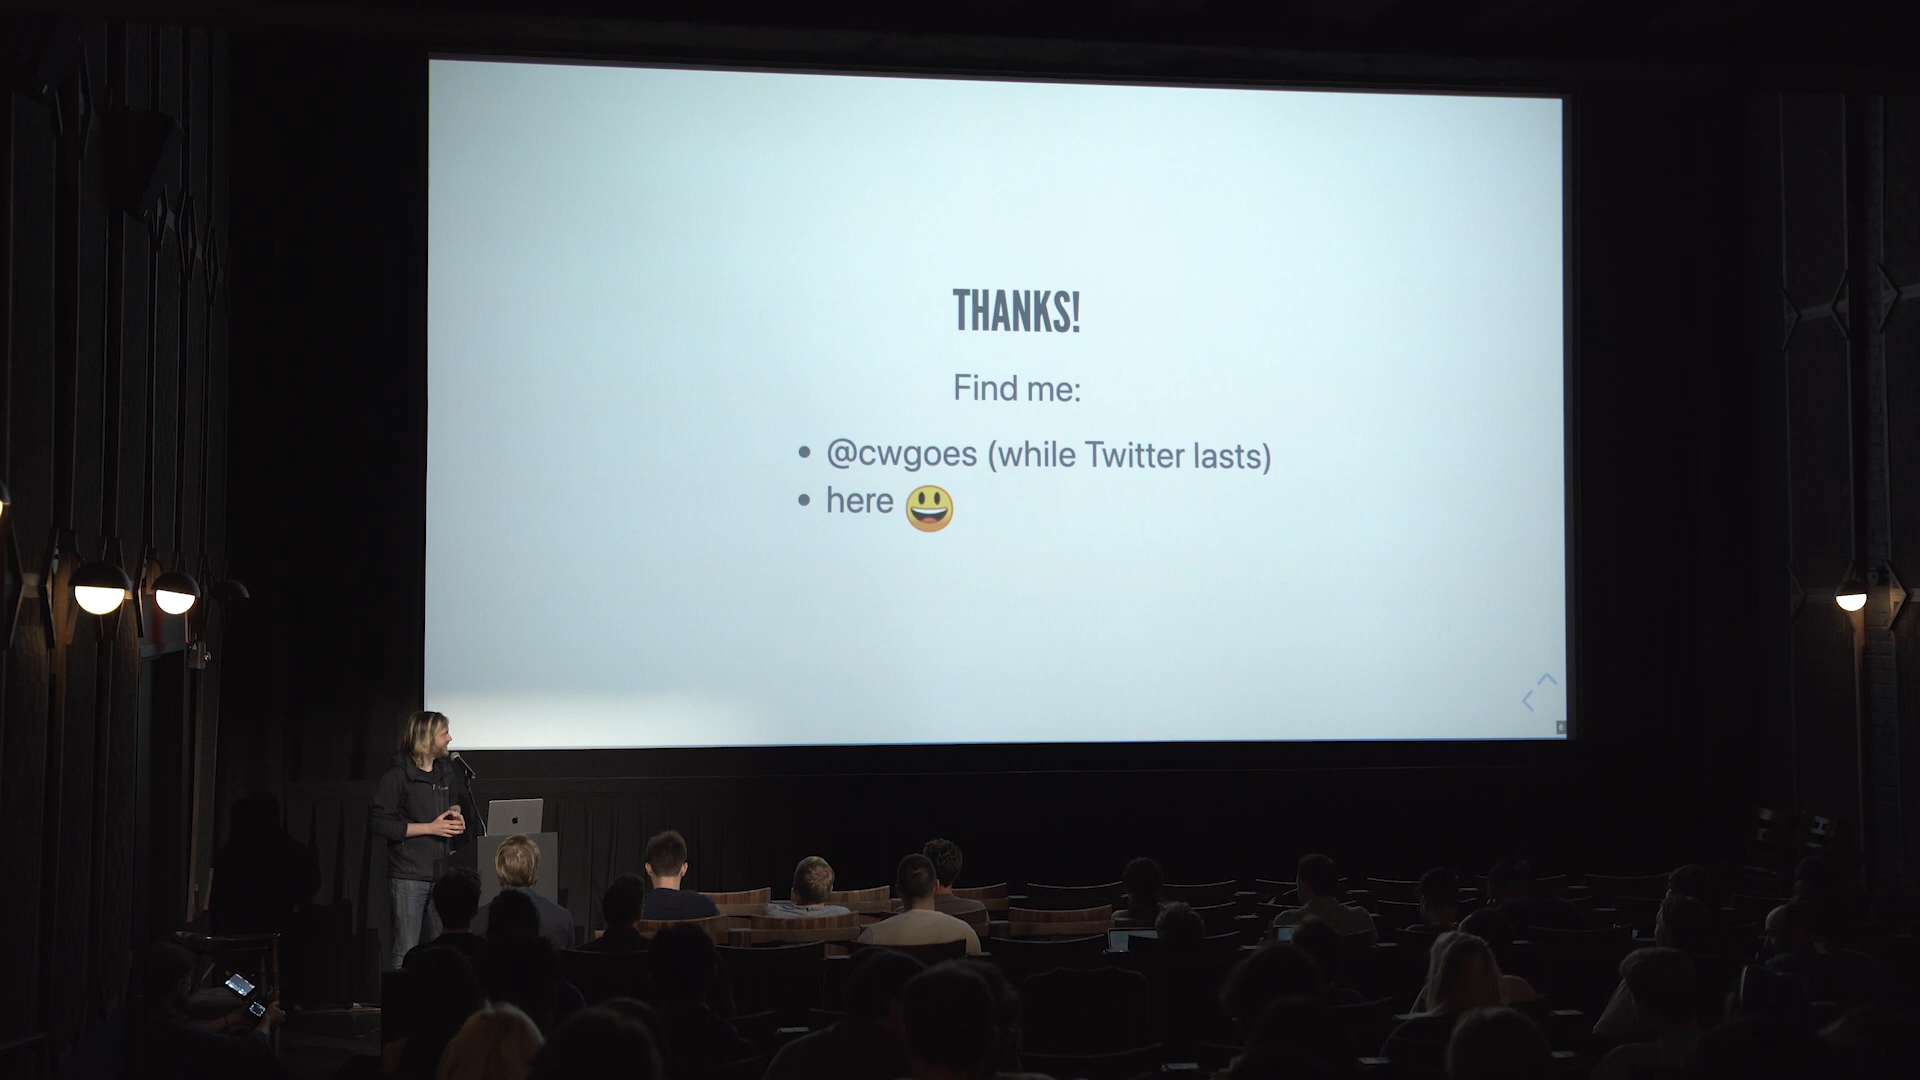 THANKS!
Find me:
• @cwgoes (while Twitter lasts)
• here 😃